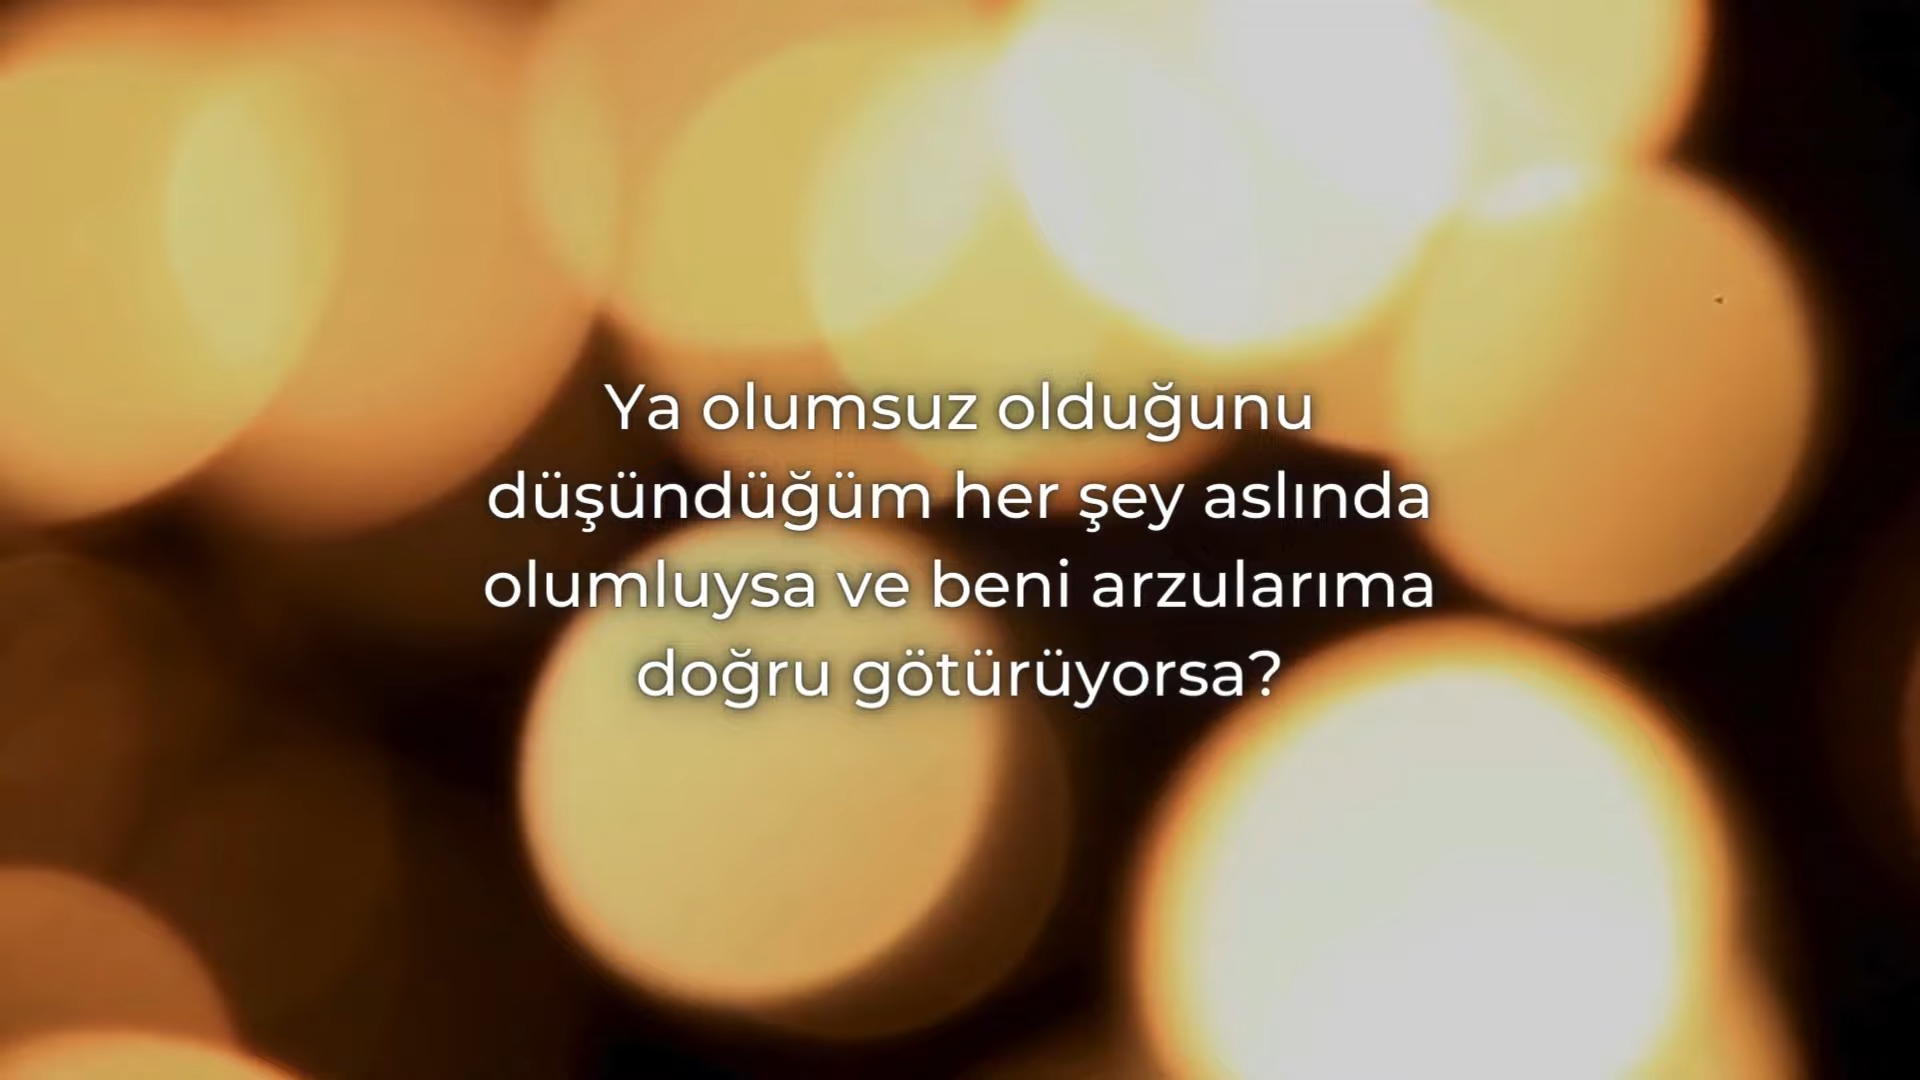 Ya olumsuz olduğunu
düşündüğüm her şey aslında
olumluysa ve beni arzularıma
doğru götürüyorsa?